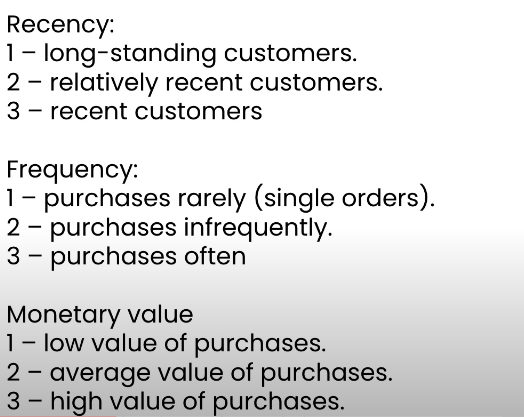 Recency:
1 – long-standing customers.
2 – relatively recent customers.
3 – recent customers
Frequency:
1 – purchases rarely (single orders).
2 – purchases infrequently.
3 – purchases often
Monetary value
1 – low value of purchases.
2 – average value of purchases.
3 – high value of purchases.